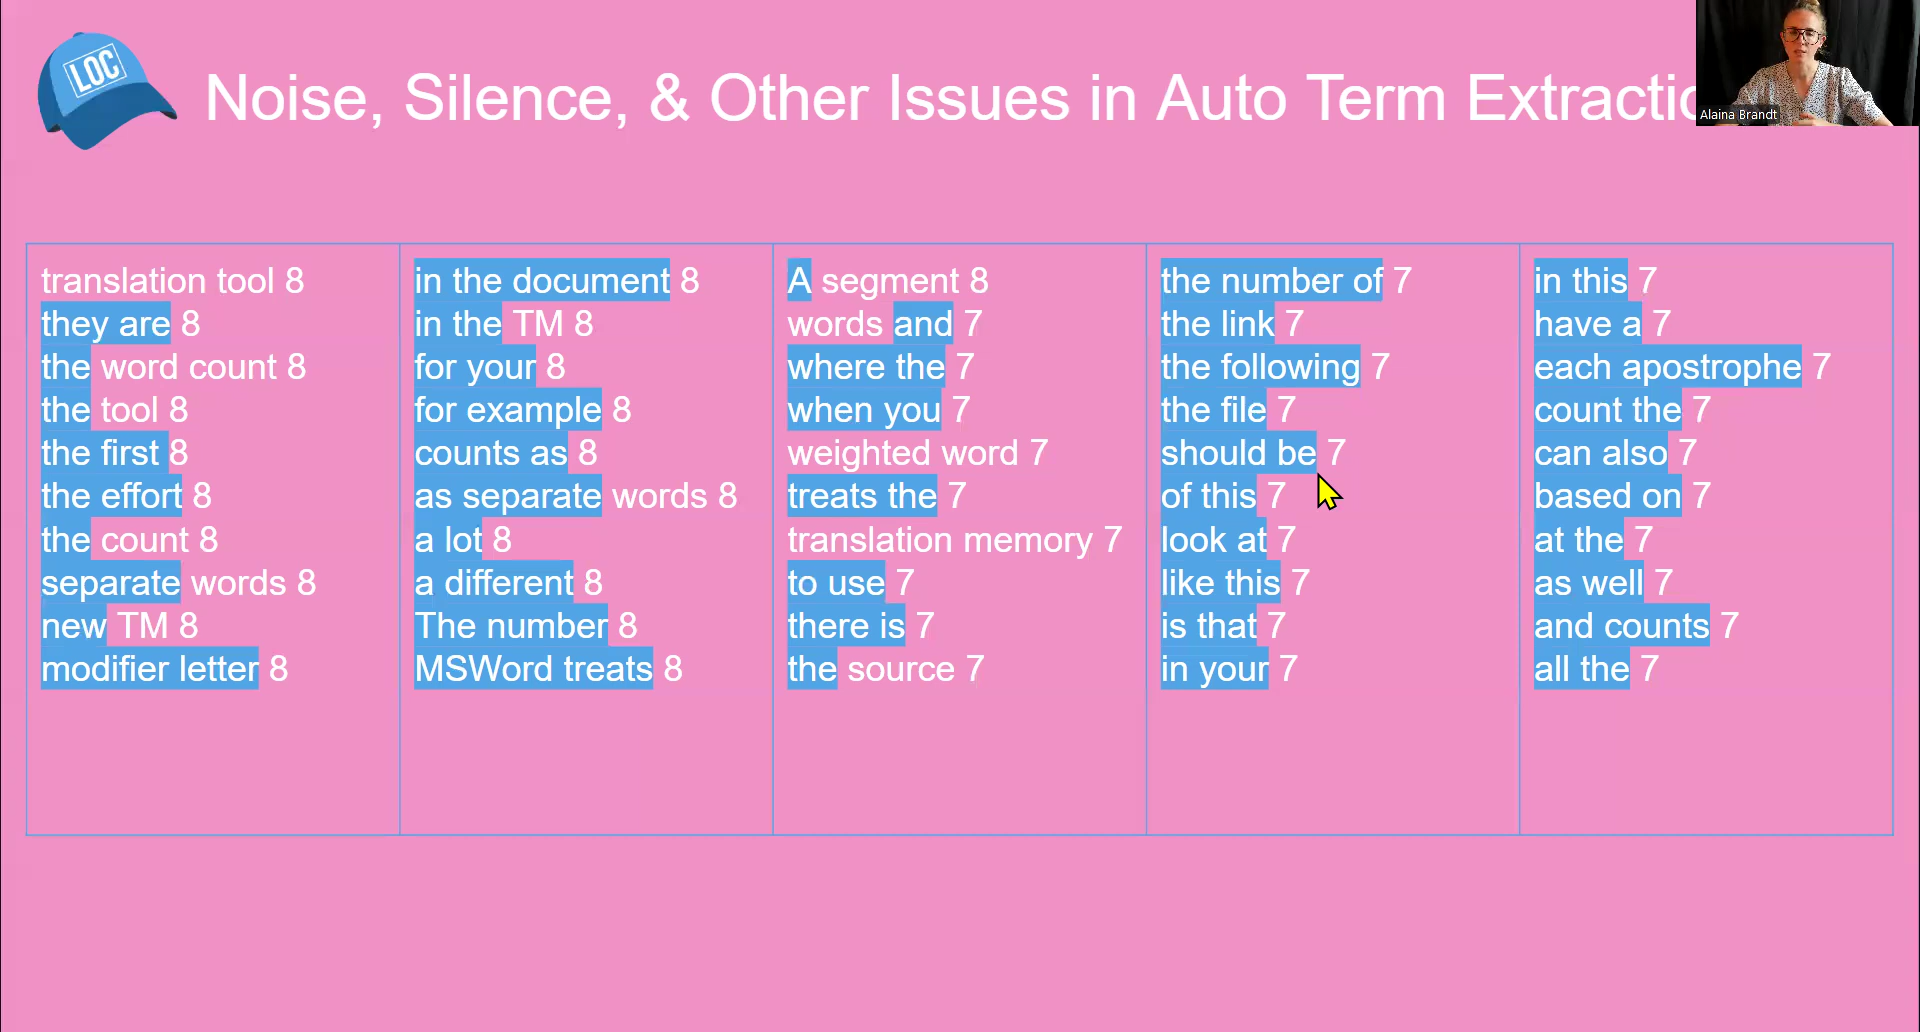 LOC
Noise, Silence, & Other Issues in Auto Term Extractio
Alaina Brandt
translation tool 8
they are 8
the word count 8
the tool 8
the first 8
the effort 8
the count 8
separate words 8
new TM 8
modifier letter 8
in the document 8
in the TM 8
for your 8
for example 8
counts as 8
as separate words 8
a lot 8
a different 8
The number 8
MSWord treats 8
A segment 8
words and 7
where the 7
when you 7
weighted word 7
treats the 7
translation memory 7
to use 7
there is 7
the source 7
the number of 7
the link 7
the following 7
the file 7
should be 7
of this 7
look at 7
like this 7
is that 7
in your 7
in this 7
have a 7
each apostrophe 7
count the 7
can also 7
based on 7
at the 7
as well 7
and counts 7
all the 7